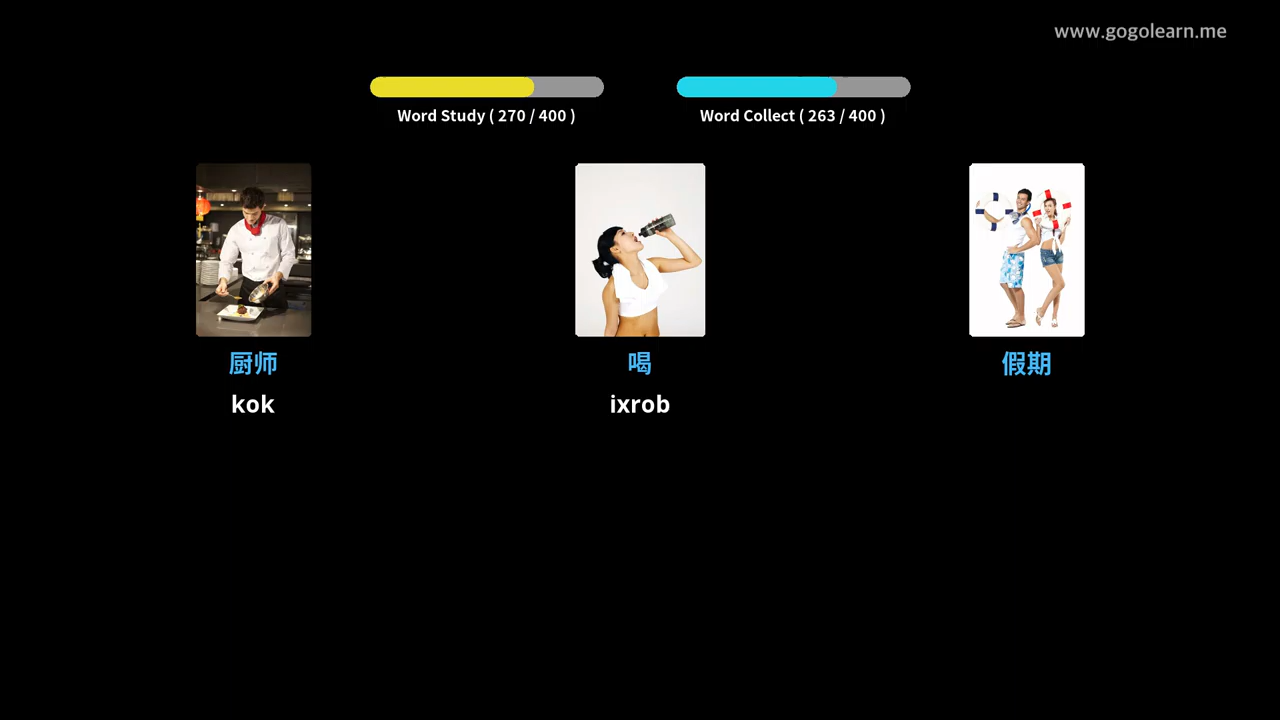 www.gogolearn.me
Word Study ( 270 / 400 )
Word Collect ( 263 / 400 )
厨师
喝
假期
kok
ixrob